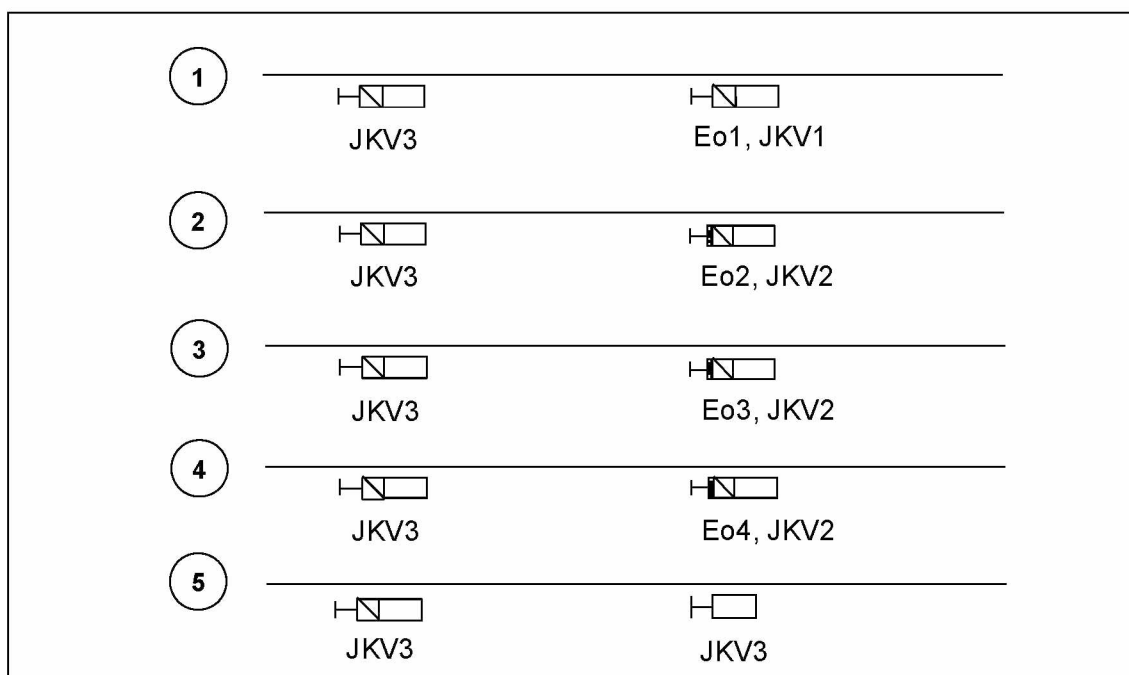 1
JKV3 Eo1, JKV1
2
JKV3 Eo2, JKV2
3
JKV3 Eo3, JKV2
4
JKV3 Eo4, JKV2
5
JKV3 JKV3